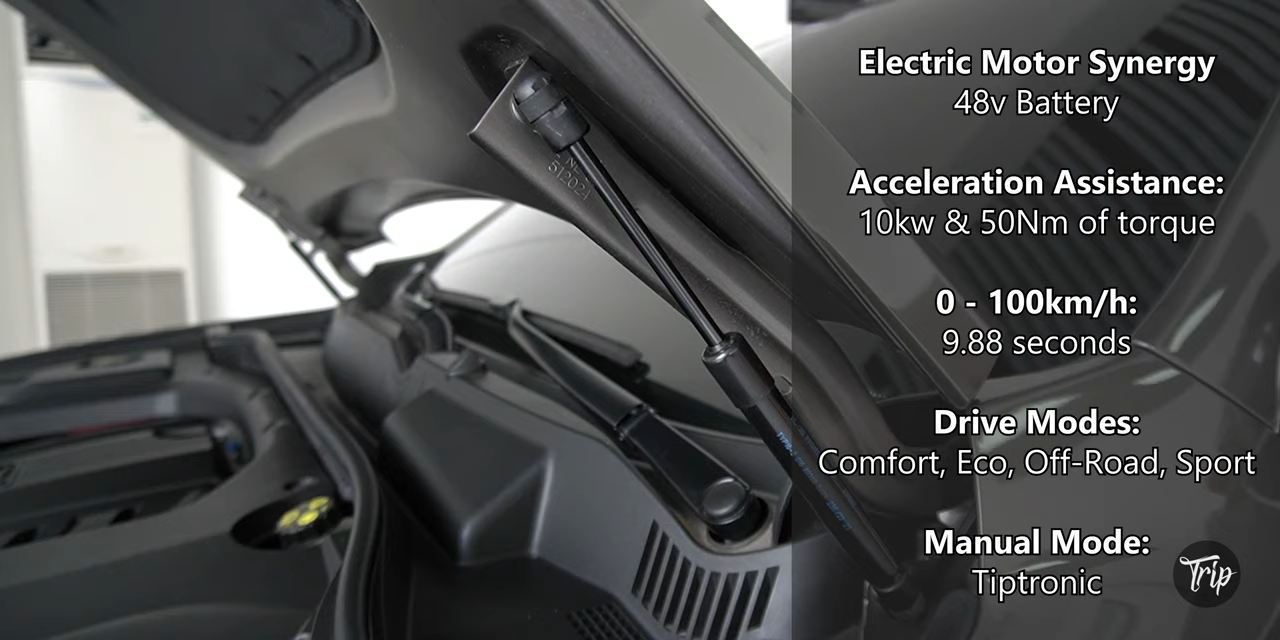 Electric Motor Synergy
48v Battery
Acceleration Assistance:
10kw & 50Nm of torque
0 - 100km/h:
9.88 seconds
Drive Modes:
Comfort, Eco, Off-Road, Sport
Manual Mode:
Tiptronic
Trip